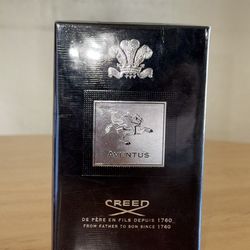 AVENTUS
CREED
DE PÈRE EN FILS DEPUIS 1760
FROM FATHER TO SON SINCE 1760